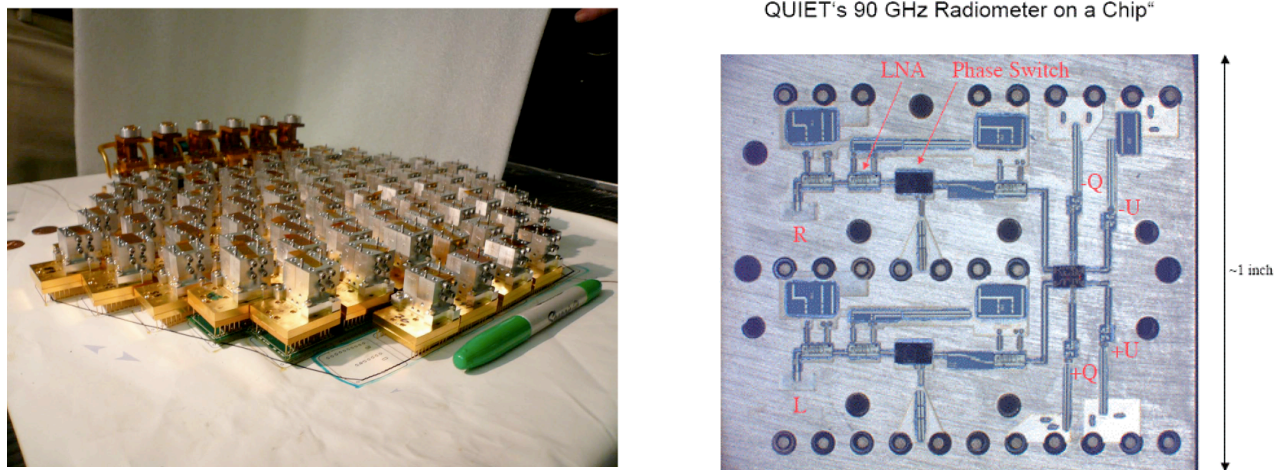 QUIET‘s 90 GHz Radiometer on a Chip“
LNA
Phase Switch
-Q
-U
R
~1 inch
+U
+Q
L